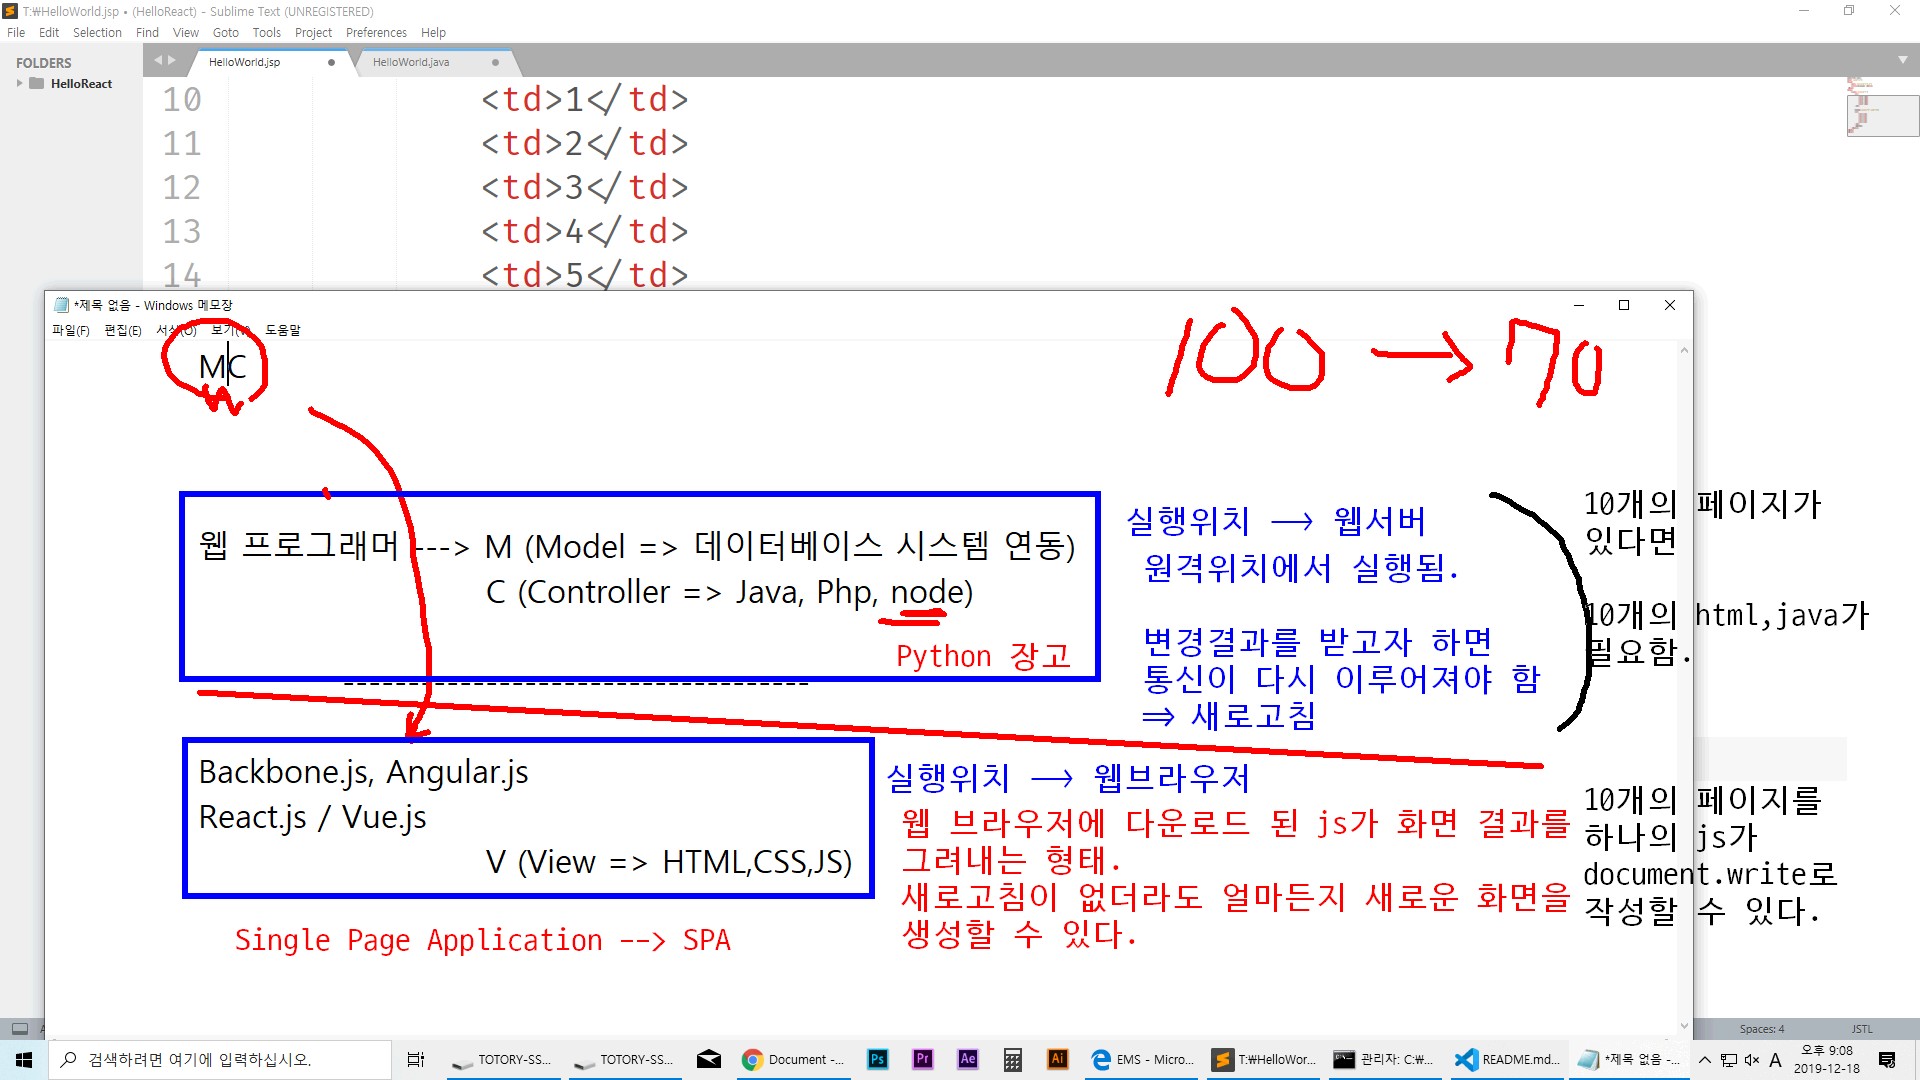 T:₩HelloWorld.jsp • (HelloReact) - Sublime Text (UNREGISTERED)
File Edit Selection Find View Goto Tools Project Preferences Help
FOLDERS
HelloReact
HelloWorld.jsp
HelloWorld.java
10 <td>1</td>
11 <td>2</td>
12 <td>3</td>
13 <td>4</td>
14 <td>5</td>
*제목 없음 - Windows 메모장
파일(F) 편집(E) 서식(O) 보기(V) 도움말
MC
100 → 70
웹 프로그래머 ---> M (Model => 데이터베이스 시스템 연동)
C (Controller => Java, Php, node)
Python 장고
실행위치 → 웹서버
원격위치에서 실행됨.
변경결과를 받고자 하면
통신이 다시 이루어져야 함
⇒ 새로고침
10개의 페이지가
있다면
10개의 html,java가
필요함.
Backbone.js, Angular.js
React.js / Vue.js
V (View => HTML,CSS,JS)
Single Page Application --> SPA
실행위치 → 웹브라우저
웹 브라우저에 다운로드 된 js가 화면 결과를
그려내는 형태.
새로고침이 없더라도 얼마든지 새로운 화면을
생성할 수 있다.
10개의 페이지를
하나의 js가
document.write로
작성할 수 있다.
Spaces: 4 JSTL
검색하려면 여기에 입력하십시오.
TOTORY-SS...
TOTORY-SS...
Document -...
Ps
Pr
Ae
Ai
EMS - Micro...
T:₩HelloWor...
관리자: C:₩...
README.md...
*제목 없음 -...
A
오후 9:08
2019-12-18